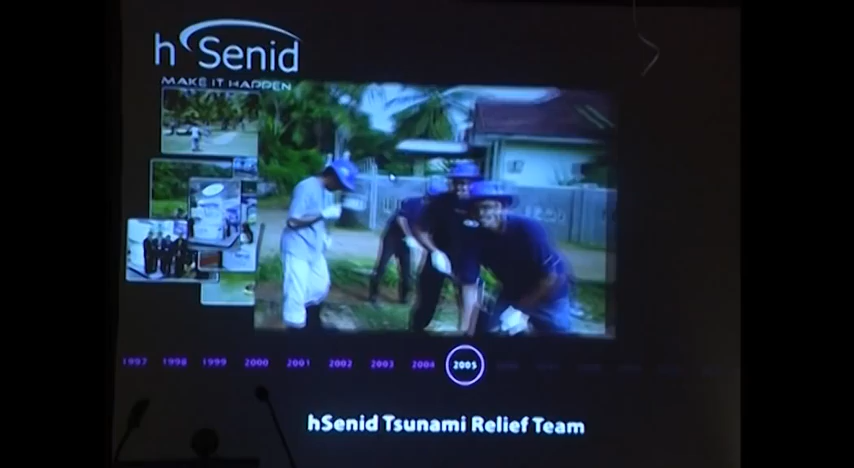 hSenid
MAKE IT HAPPEN
1997 1998 1999 2000 2001 2002 2003 2004 2005
hSenid Tsunami Relief Team